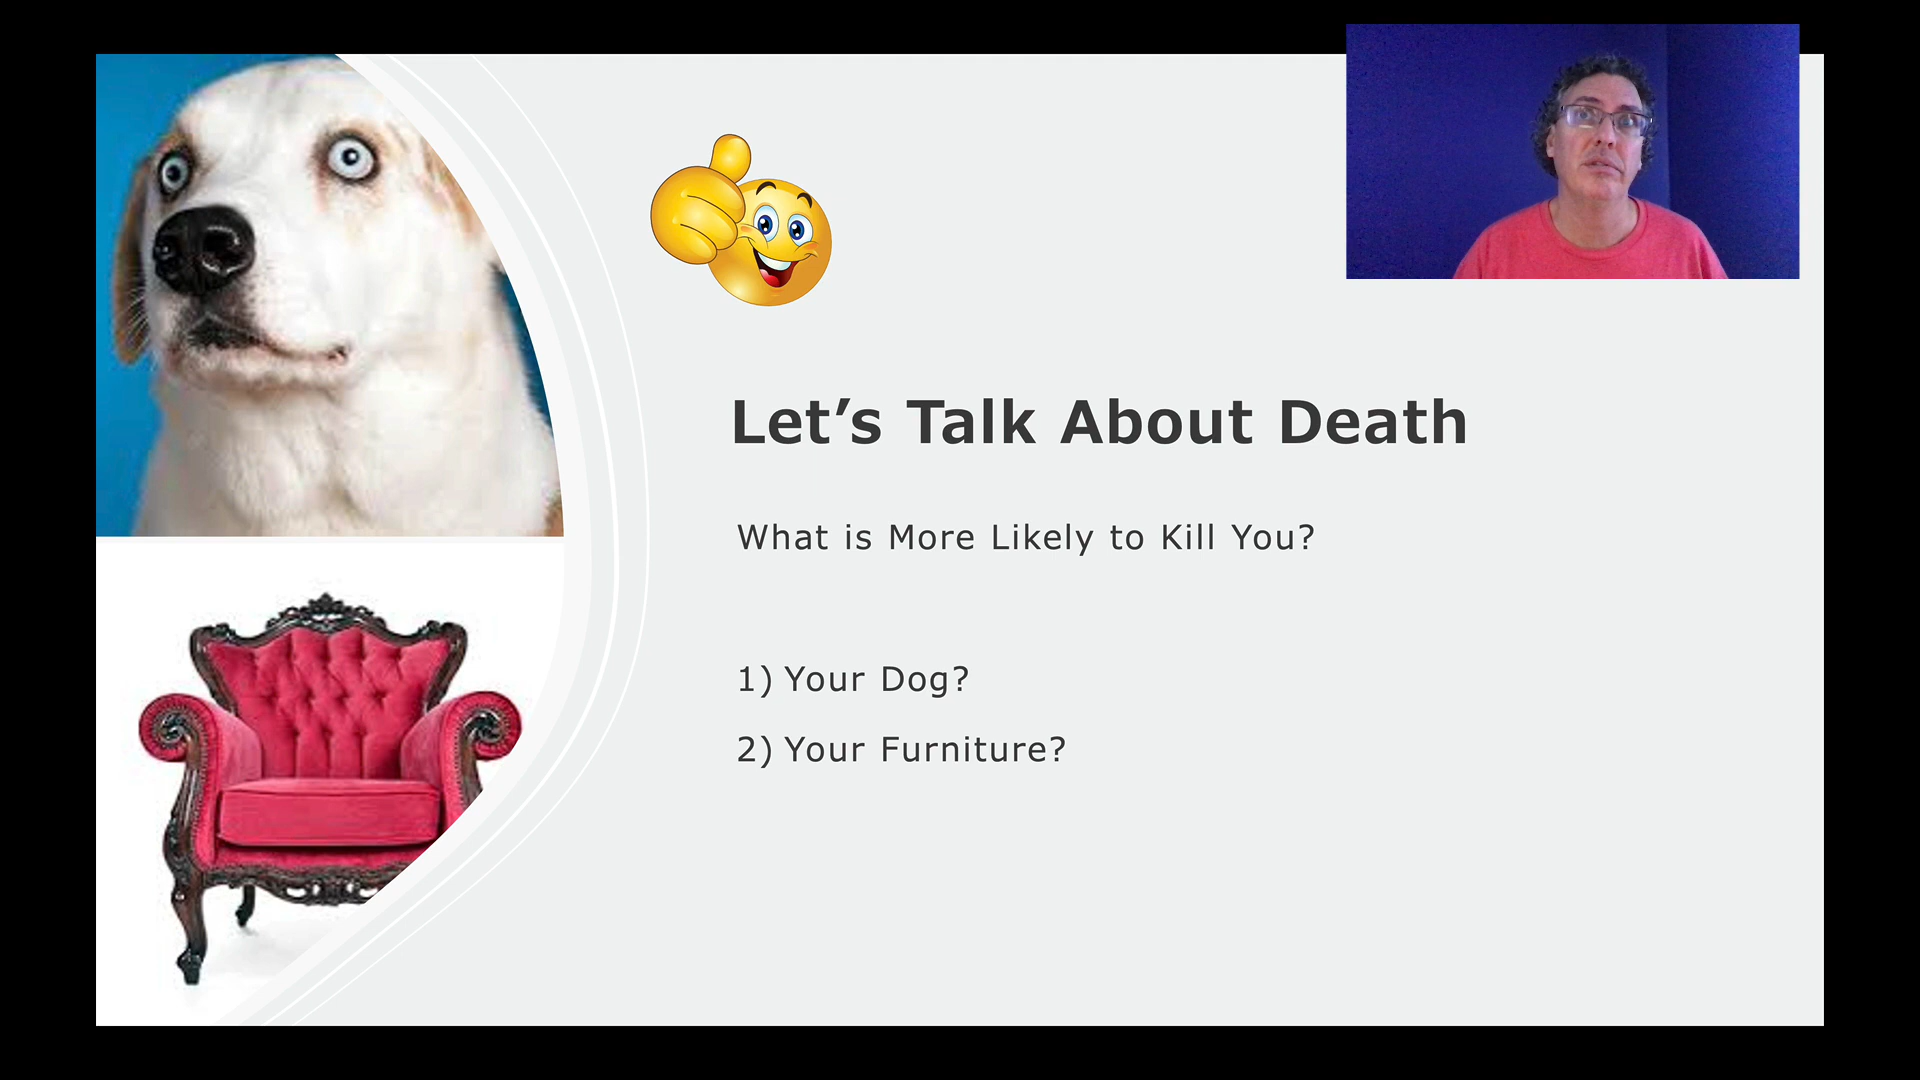 Let’s Talk About Death
What is More Likely to Kill You?
1) Your Dog?
2) Your Furniture?